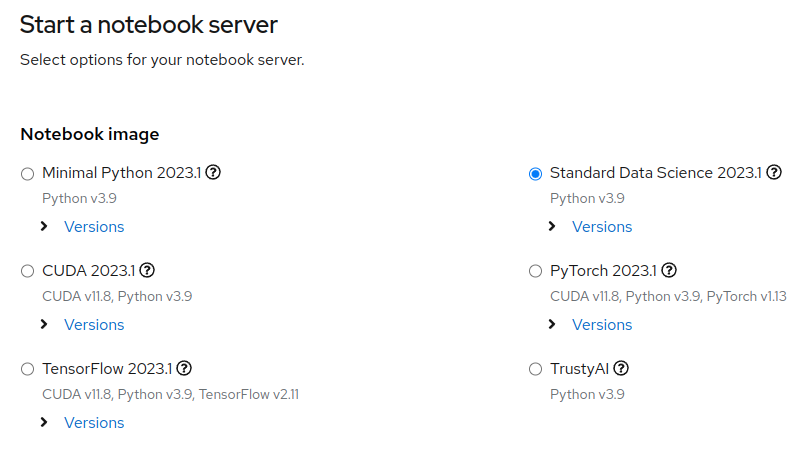 Start a notebook server
Select options for your notebook server.
Notebook image
Minimal Python 2023.1
Python v3.9
Versions
Standard Data Science 2023.1
Python v3.9
Versions
CUDA 2023.1
CUDA v11.8, Python v3.9
Versions
PyTorch 2023.1
CUDA v11.8, Python v3.9, PyTorch v1.13
Versions
TensorFlow 2023.1
CUDA v11.8, Python v3.9, TensorFlow v2.11
Versions
TrustyAI
Python v3.9